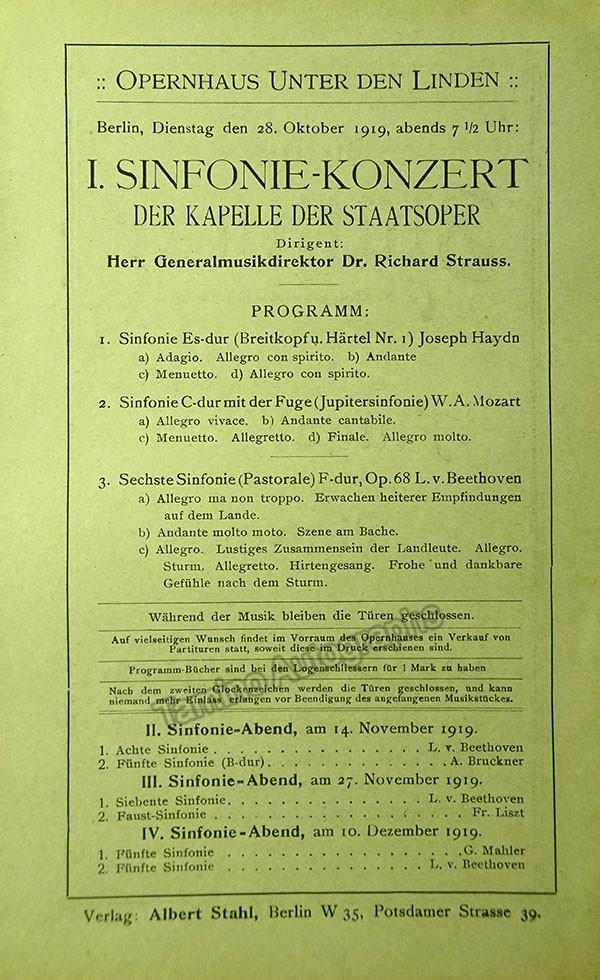 :: OPERNHAUS UNTER DEN LINDEN ::
Berlin, Dienstag den 28. Oktober 1919, abends 7 1/2 Uhr:
I. SINFONIE-KONZERT
DER KAPELLE DER STAATSOPER
Dirigent:
Herr Generalmusikdirektor Dr. Richard Strauss.
PROGRAMM:
1. Sinfonie Es-dur (Breitkopf u. Härtel Nr. 1) Joseph Haydn
a) Adagio. Allegro con spirito. b) Andante
c) Menuetto. d) Allegro con spirito.
2. Sinfonie C-dur mit der Fuge (Jupitersinfonie) W. A. Mozart
a) Allegro vivace. b) Andante cantabile.
c) Menuetto. Allegretto. d) Finale. Allegro molto.
3. Sechste Sinfonie (Pastorale) F-dur, Op. 68 L. v. Beethoven
a) Allegro ma non troppo. Erwachen heiterer Empfindungen
auf dem Lande.
b) Andante molto moto. Szene am Bache.
c) Allegro. Lustiges Zusammensein der Landleute. Allegro.
Sturm. Allegretto. Hirtengesang. Frohe und dankbare
Gefühle nach dem Sturm.
Während der Musik bleiben die Türen geschlossen.
Auf vielseitigen Wunsch findet im Vorraum des Opernhauses ein Verkauf von
Partituren statt, soweit diese im Druck erschienen sind.
Programm-Bücher sind bei den Logenschliessern für 1 Mark zu haben
Nach dem zweiten Glockenzeichen werden die Türen geschlossen, und kann
niemand mehr Einlass erlangen vor Beendigung des angefangenen Musikstückes.
Tamino Autographs
II. Sinfonie-Abend, am 14. November 1919.
1. Achte Sinfonie . . . . . . . . . . . . . . . . L. v. Beethoven
2. Fünfte Sinfonie (B-dur) . . . . . . . . . . . . . A. Bruckner
III. Sinfonie-Abend, am 27. November 1919.
1. Siebente Sinfonie. . . . . . . . . . . . . . . L. v. Beethoven
2. Faust-Sinfonie . . . . . . . . . . . . . . . . . . Fr. Liszt
IV. Sinfonie-Abend, am 10. Dezember 1919.
1. Fünfte Sinfonie . . . . . . . . . . . . . . . . . .G. Mahler
2. Fünfte Sinfonie . . . . . . . . . . . . . . . L. v. Beethoven
Verlag: Albert Stahl, Berlin W 35, Potsdamer Strasse 39.